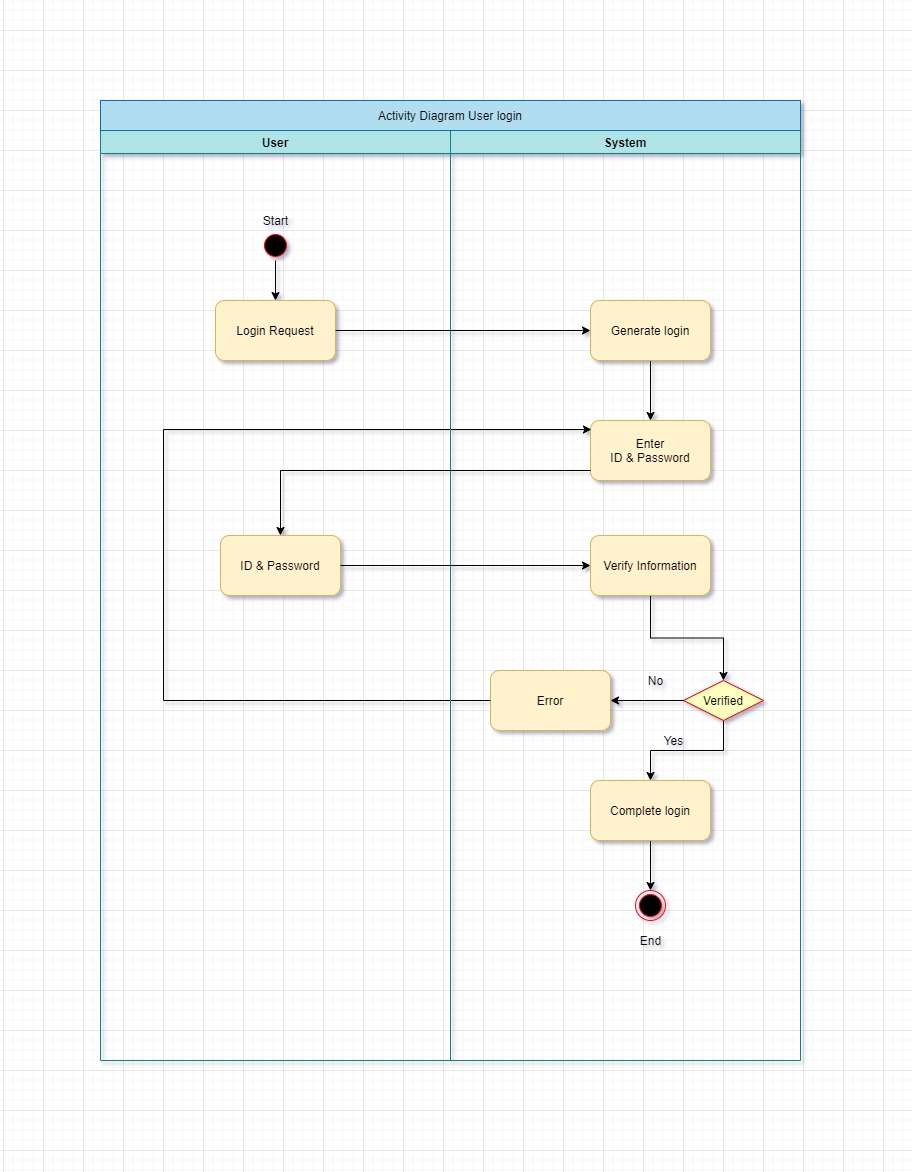 Activity Diagram User login
User
System
Start
Login Request
Generate login
Enter
ID & Password
ID & Password
Verify Information
No
Error
Verified
Yes
Complete login
End